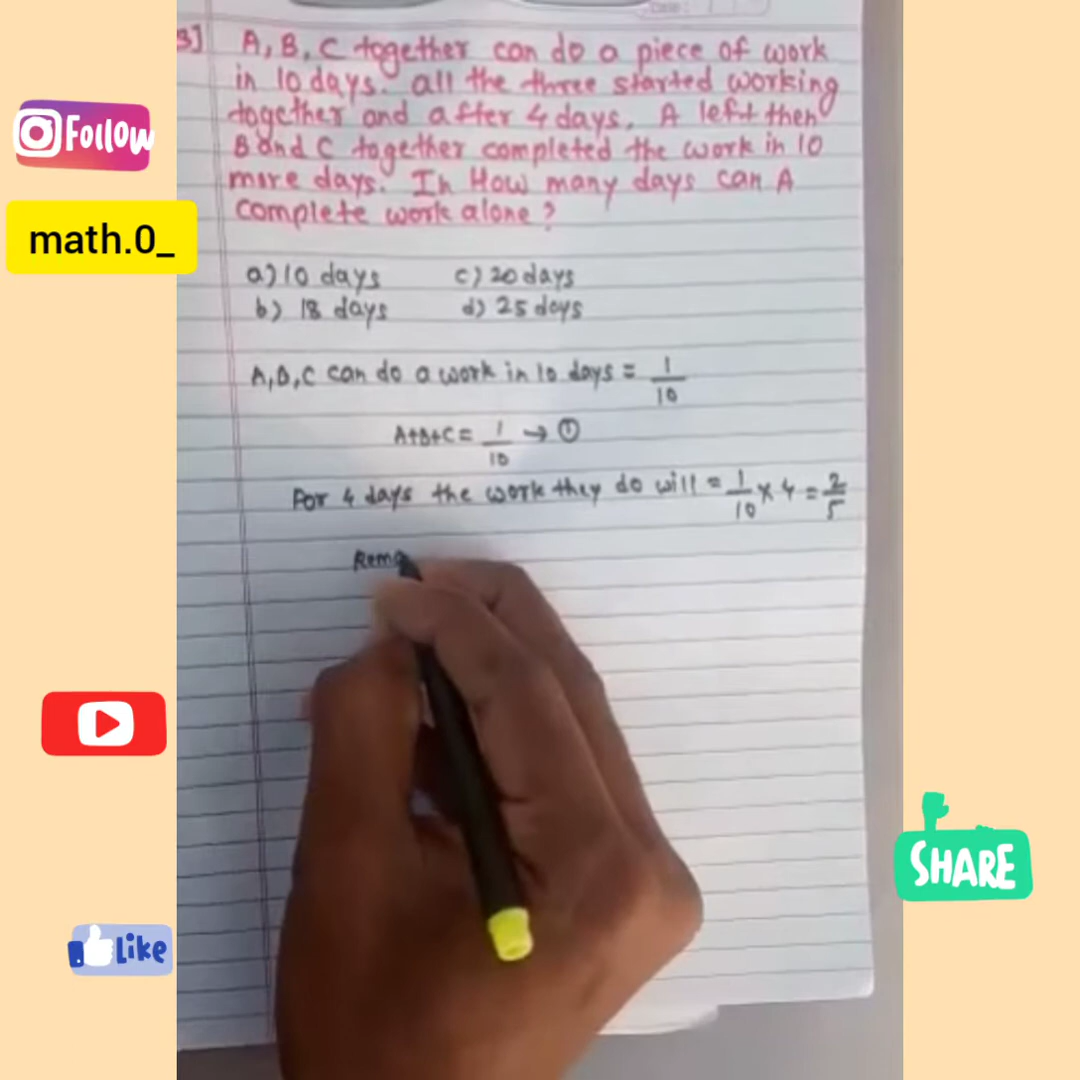 Date:
3] A, B, C together can do a piece of work
in 10 days. all the three started working
together and after 4 days, A left then
B and C together completed the work in 10
more days. In How many days can A
complete work alone ?
a) 10 days c) 20 days
b) 18 days d) 25 days
A,B,C can do a work in 10 days = 1/10
A+B+C = 1/10 → ①
For 4 days the work they do will = 1/10 x 4 = 2/5
Rema
Follow
math.0_
Like
SHARE